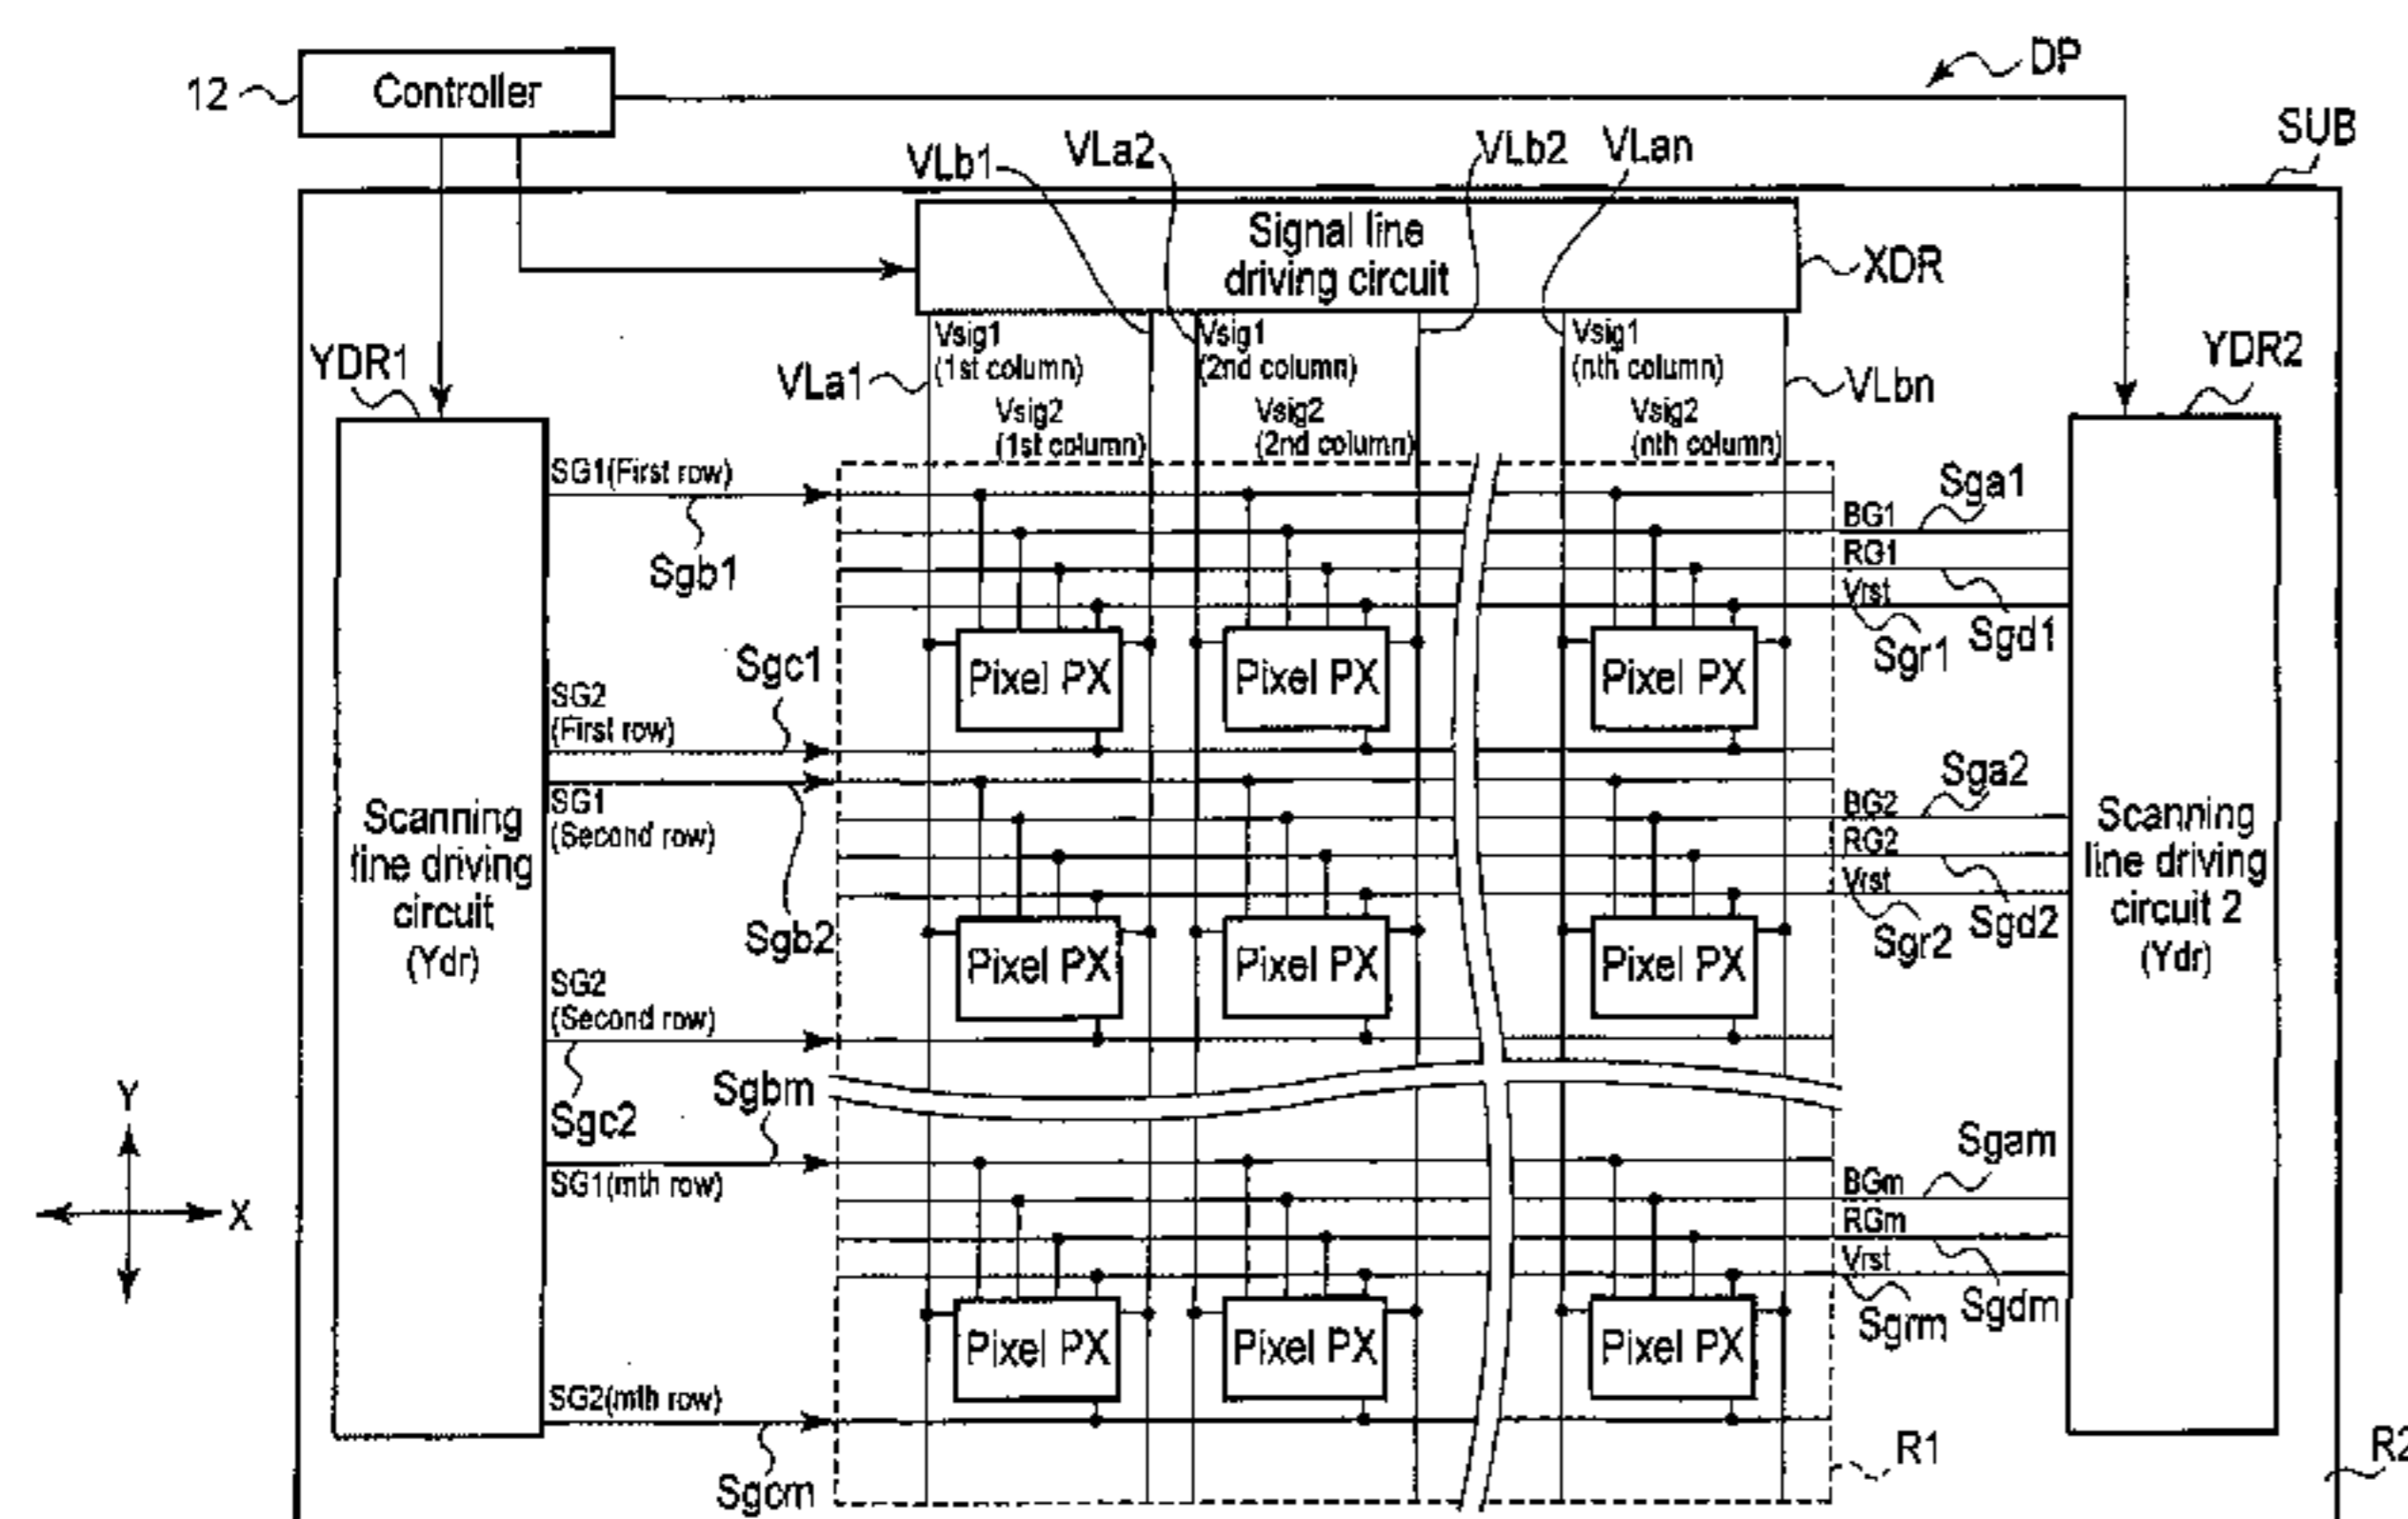 DP
12
Controller
SUB
VLb1
VLa2
VLb2
VLan
Signal line
driving circuit
XDR
YDR1
VLa1
Vsig1
(1st column)
Vsig2
(1st column)
Vsig1
(2nd column)
Vsig2
(2nd column)
Vsig1
(nth column)
Vsig2
(nth column)
VLbn
YDR2
SG1(First row)
Sgb1
BG1
Sga1
RG1
Vrst
Sgr1
Sgd1
Pixel PX
Pixel PX
Pixel PX
Sgc1
SG2
(First row)
SG1
(Second row)
Sgb2
BG2
Sga2
RG2
Vrst
Sgr2
Sgd2
Scanning
line driving
circuit
(Ydr)
Scanning
line driving
circuit 2
(Ydr)
Pixel PX
Pixel PX
Pixel PX
SG2
(Second row)
Sgc2
Sgbm
SG1(mth row)
BGm
Sgam
RGm
Vrst
Sgrm
Sgdm
Y
X
Pixel PX
Pixel PX
Pixel PX
SG2(mth row)
Sgcm
R1
R2